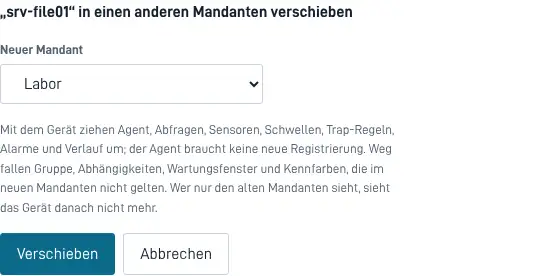 „srv-file01“ in einen anderen Mandanten verschieben
Neuer Mandant
Labor
Mit dem Gerät ziehen Agent, Abfragen, Sensoren, Schwellen, Trap-Regeln,
Alarme und Verlauf um; der Agent braucht keine neue Registrierung. Weg
fallen Gruppe, Abhängigkeiten, Wartungsfenster und Kennfarben, die im
neuen Mandanten nicht gelten. Wer nur den alten Mandanten sieht, sieht
das Gerät danach nicht mehr.
Verschieben Abbrechen